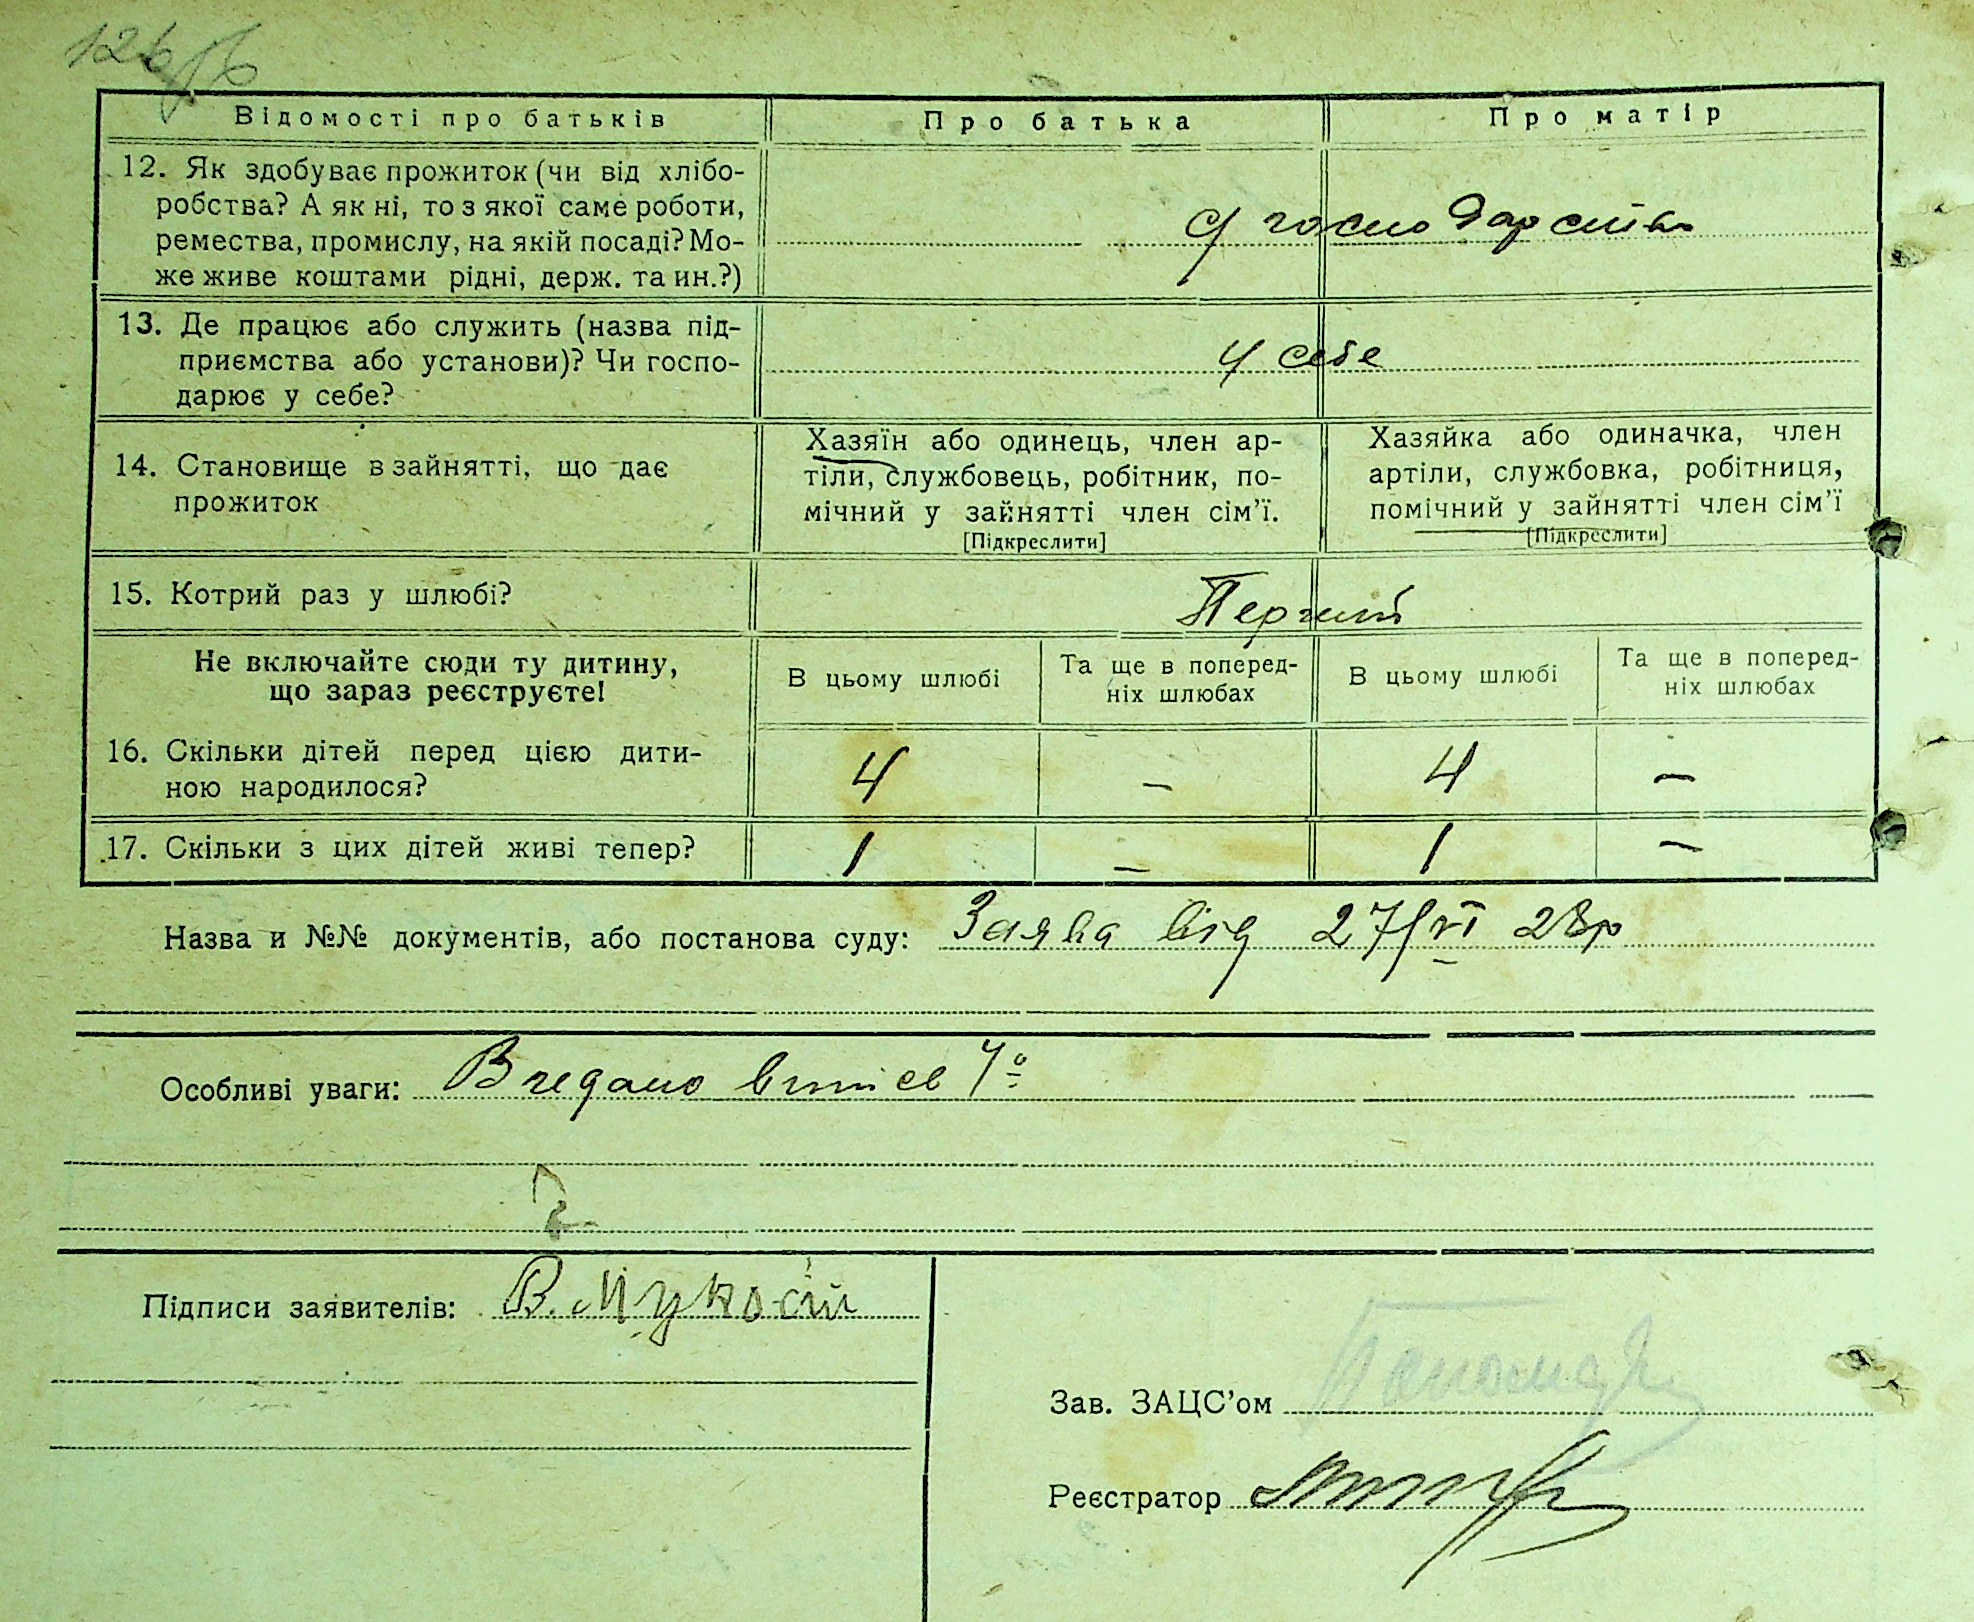 126
Відомості про батьків
Про батька
Про матір
12. Як здобуває прожиток (чи від хлібо-
робства? А як ні, то з якої саме роботи,
ремества, промислу, на якій посаді? Мо-
же живе коштами рідні, держ. та ин.?)
господарство
13. Де працює або служить (назва під-
приємства або установи)? Чи госпо-
дарює у себе?
у себе
14. Становище в зайнятті, що дає
прожиток
Хазяїн або одинець, член ар-
тіли, службовець, робітник, по-
мічний у зайнятті член сім’ї.
[Підкреслити]
Хазяйка або одиначка, член
артіли, службовка, робітниця,
помічний у зайнятті член сім’ї
[Підкреслити]
15. Котрий раз у шлюбі?
Не включайте сюди ту дитину,
що зараз реєструєте!
В цьому шлюбі
Та ще в поперед-
ніх шлюбах
В цьому шлюбі
Та ще в поперед-
ніх шлюбах
16. Скільки дітей перед цією дити-
ною народилося?
4 — 4 —
17. Скільки з цих дітей живі тепер?
1 — 1 —
Назва и №№ документів, або постанова суду: Заява від 27/VI 28р
Особливі уваги:
Підписи заявителів: В. Мукосій
Зав. ЗАЦС’ом
Реєстратор